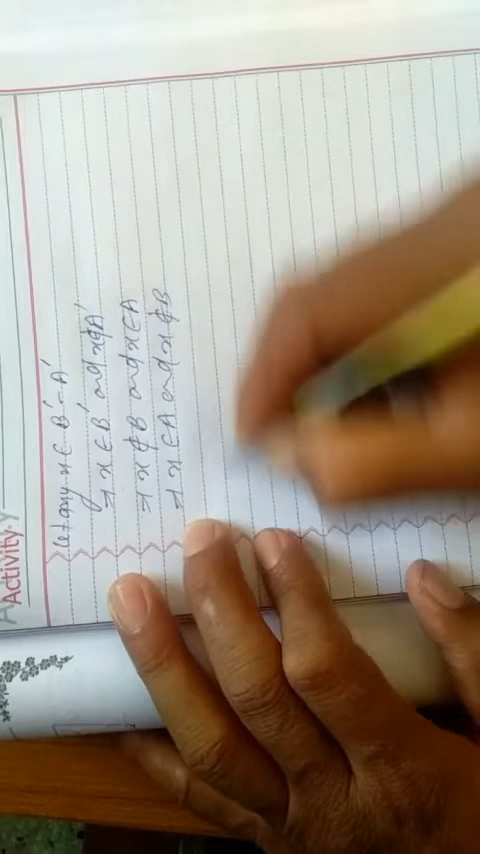 Activity
let any x ∈ B' - A'
⇒ x ∈ B' and x ∉ A'
⇒ x ∉ B and x ∈ A
⇒ x ∈ A and x ∉ B